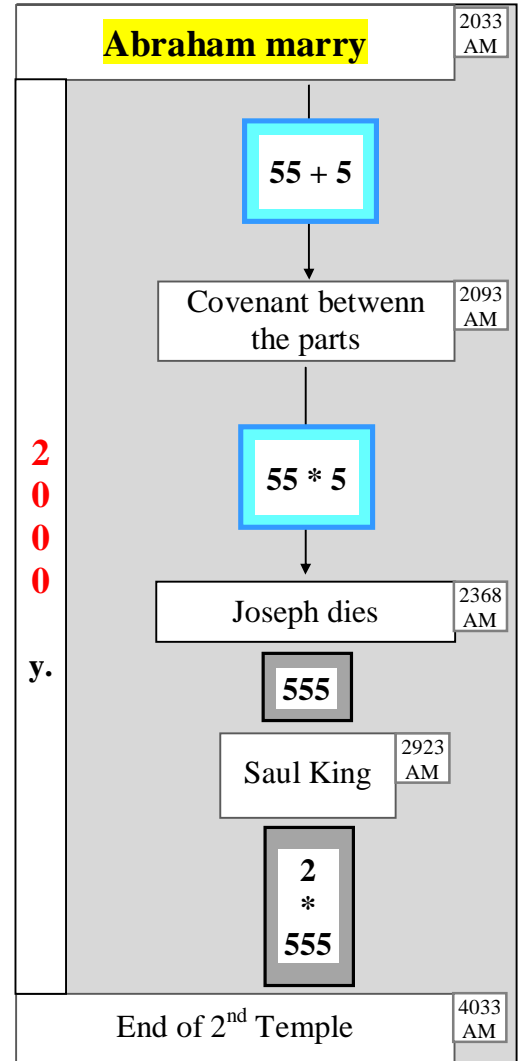 Abraham marry
2033
AM
55 + 5
Covenant betwenn
the parts
2093
AM
2
0
0
0
y.
55 * 5
Joseph dies
2368
AM
555
Saul King
2923
AM
2
*
555
End of 2nd Temple
4033
AM